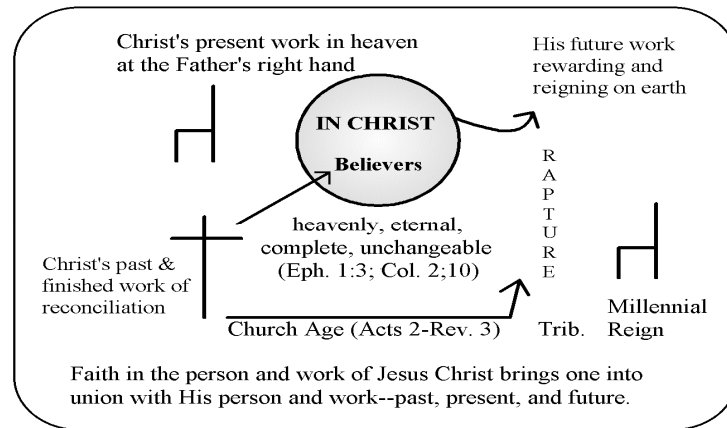 Christ's present work in heaven
at the Father's right hand
His future work
rewarding and
reigning on earth
IN CHRIST
Believers
heavenly, eternal,
complete, unchangeable
(Eph. 1:3; Col. 2;10)
RAPTURE
Christ's past &
finished work of
reconciliation
Church Age (Acts 2-Rev. 3)
Trib.
Millennial
Reign
Faith in the person and work of Jesus Christ brings one into
union with His person and work--past, present, and future.